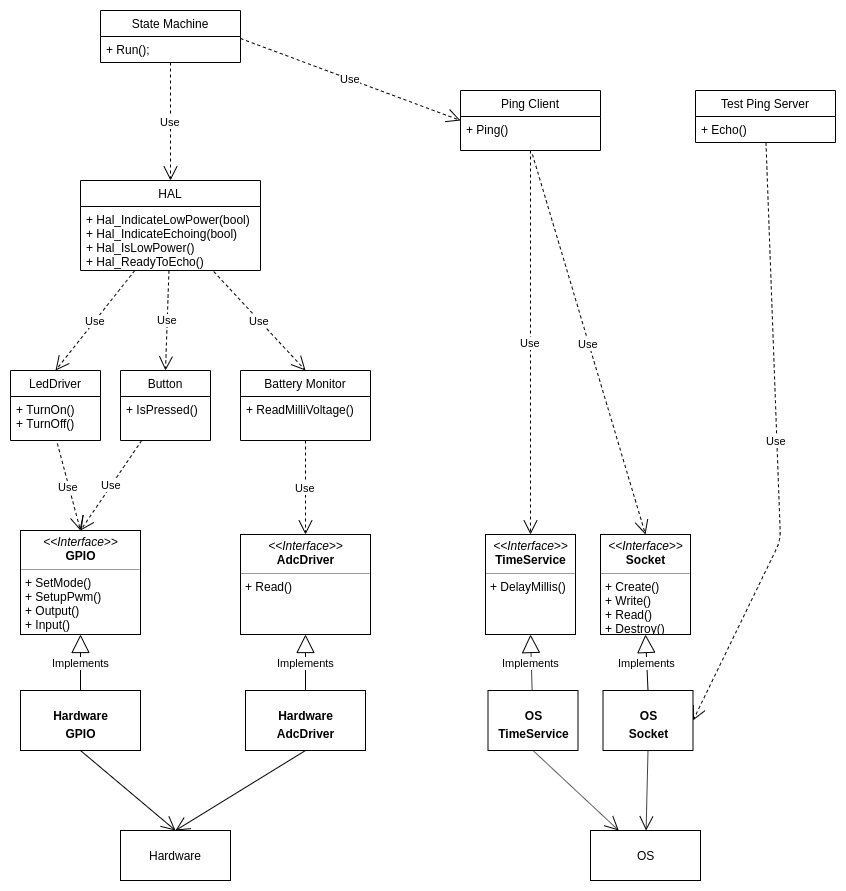 State Machine
+ Run();
Use
Use
Ping Client
+ Ping()
Test Ping Server
+ Echo()
HAL
+ Hal_IndicateLowPower(bool)
+ Hal_IndicateEchoing(bool)
+ Hal_IsLowPower()
+ Hal_ReadyToEcho()
Use
Use
Use
Use
Use
Use
LedDriver
+ TurnOn()
+ TurnOff()
Button
+ IsPressed()
Battery Monitor
+ ReadMilliVoltage()
Use
Use
Use
<<Interface>>
GPIO
+ SetMode()
+ SetupPwm()
+ Output()
+ Input()
<<Interface>>
AdcDriver
+ Read()
<<Interface>>
TimeService
+ DelayMillis()
<<Interface>>
Socket
+ Create()
+ Write()
+ Read()
+ Destroy()
Implements
Implements
Implements
Implements
Hardware
GPIO
Hardware
AdcDriver
OS
TimeService
OS
Socket
Hardware
OS